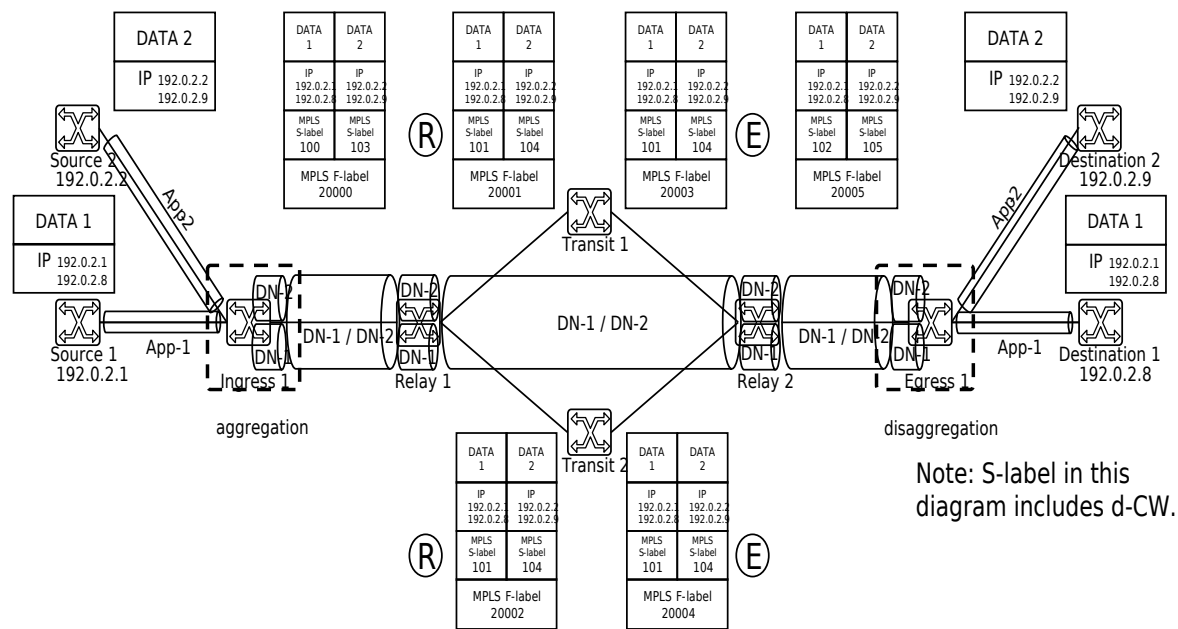 DATA 2
IP 192.0.2.2
192.0.2.9
DATA
1
DATA
2
IP
192.0.2.1
192.0.2.8
IP
192.0.2.2
192.0.2.9
MPLS
S-label
100
MPLS
S-label
103
MPLS F-label
20000
R
DATA
1
DATA
2
IP
192.0.2.1
192.0.2.8
IP
192.0.2.2
192.0.2.9
MPLS
S-label
101
MPLS
S-label
104
MPLS F-label
20001
DATA
1
DATA
2
IP
192.0.2.1
192.0.2.8
IP
192.0.2.2
192.0.2.9
MPLS
S-label
101
MPLS
S-label
104
MPLS F-label
20003
E
DATA
1
DATA
2
IP
192.0.2.1
192.0.2.8
IP
192.0.2.2
192.0.2.9
MPLS
S-label
102
MPLS
S-label
105
MPLS F-label
20005
DATA 2
IP 192.0.2.2
192.0.2.9
Source 2
192.0.2.2
App-2
DATA 1
IP 192.0.2.1
192.0.2.8
Transit 1
Destination 2
192.0.2.9
App-2
DATA 1
IP 192.0.2.1
192.0.2.8
DN-2
DN-2
DN-2
DN-2
DN-1 / DN-2
DN-1 / DN-2
DN-1 / DN-2
DN-1
DN-1
DN-1
DN-1
Source 1
192.0.2.1
App-1
Ingress 1
Relay 1
Relay 2
Egress 1
App-1
Destination 1
192.0.2.8
aggregation
disaggregation
Transit 2
R
DATA
1
DATA
2
IP
192.0.2.1
192.0.2.8
IP
192.0.2.2
192.0.2.9
MPLS
S-label
101
MPLS
S-label
104
MPLS F-label
20002
DATA
1
DATA
2
IP
192.0.2.1
192.0.2.8
IP
192.0.2.2
192.0.2.9
MPLS
S-label
101
MPLS
S-label
104
MPLS F-label
20004
E
Note: S-label in this
diagram includes d-CW.